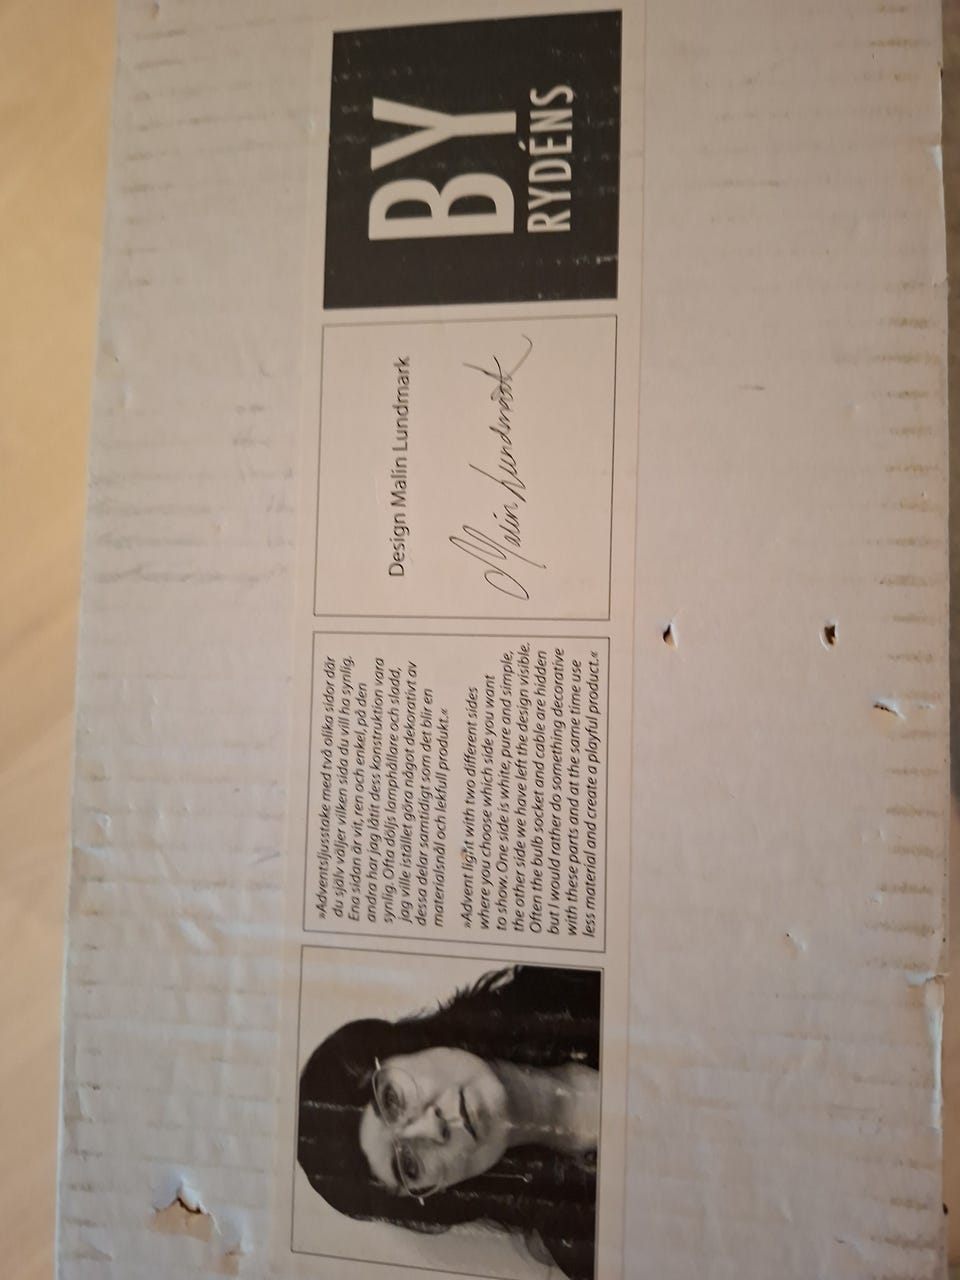 »Adventsljusstake med två olika sidor där
du själv väljer vilken sida du vill ha synlig.
Ena sidan är vit, ren och enkel, på den
andra har jag låtit dess konstruktion vara
synlig. Ofta döljs lamphållare och sladd,
jag ville istället göra något dekorativt av
dessa delar samtidigt som det blir en
materialsnål och lekfull produkt.«
»Advent light with two different sides
where you choose which side you want
to show. One side is white, pure and simple,
the other side we have left the design visible.
Often the bulb socket and cable are hidden
but I would rather do something decorative
with these parts and at the same time use
less material and create a playful product.«
Design Malin Lundmark
Malin Lundmark
BY
RYDÉNS